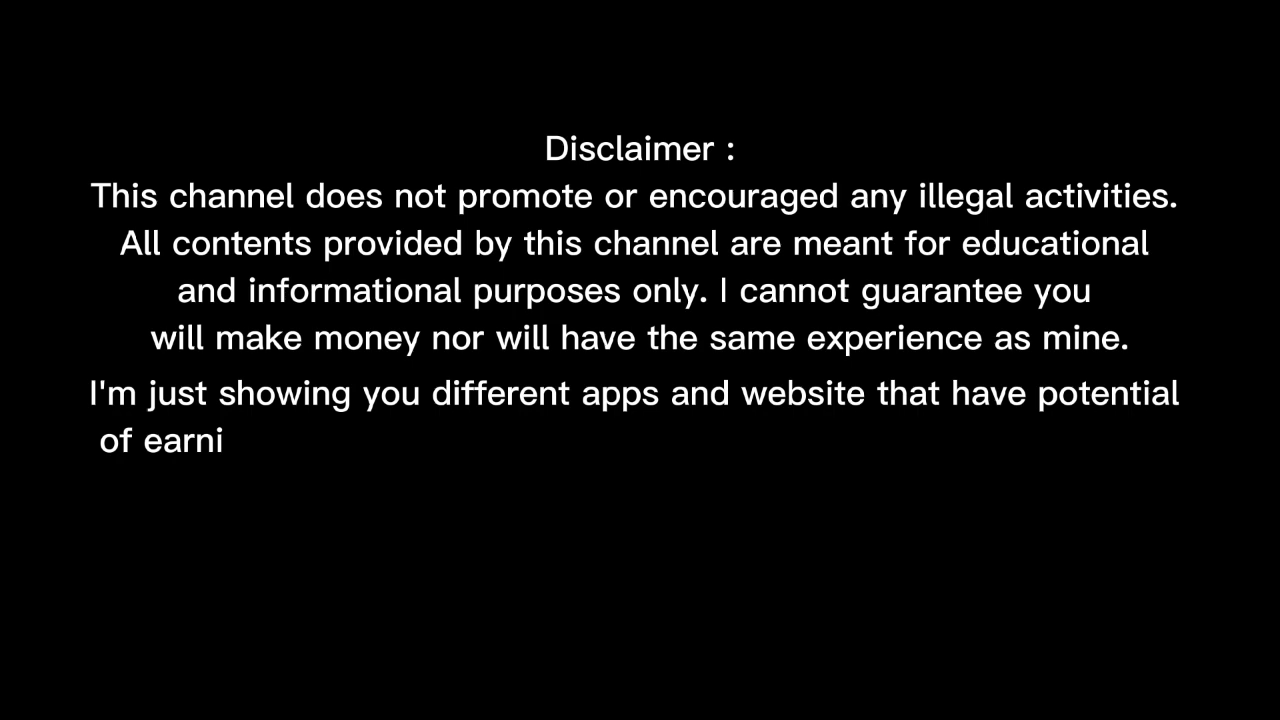 Disclaimer :
This channel does not promote or encouraged any illegal activities.
All contents provided by this channel are meant for educational
and informational purposes only. I cannot guarantee you
will make money nor will have the same experience as mine.
I'm just showing you different apps and website that have potential
of earni